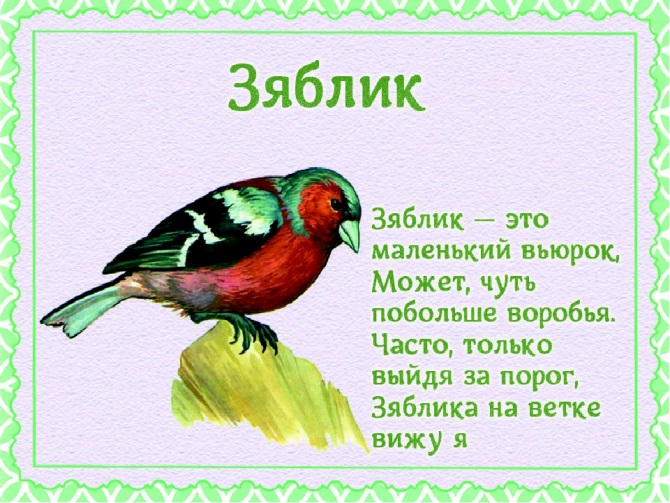 Зяблик
Зяблик — это
маленький вьюрок,
Может, чуть
побольше воробья.
Часто, только
выйдя за порог,
Зяблика на ветке
вижу я